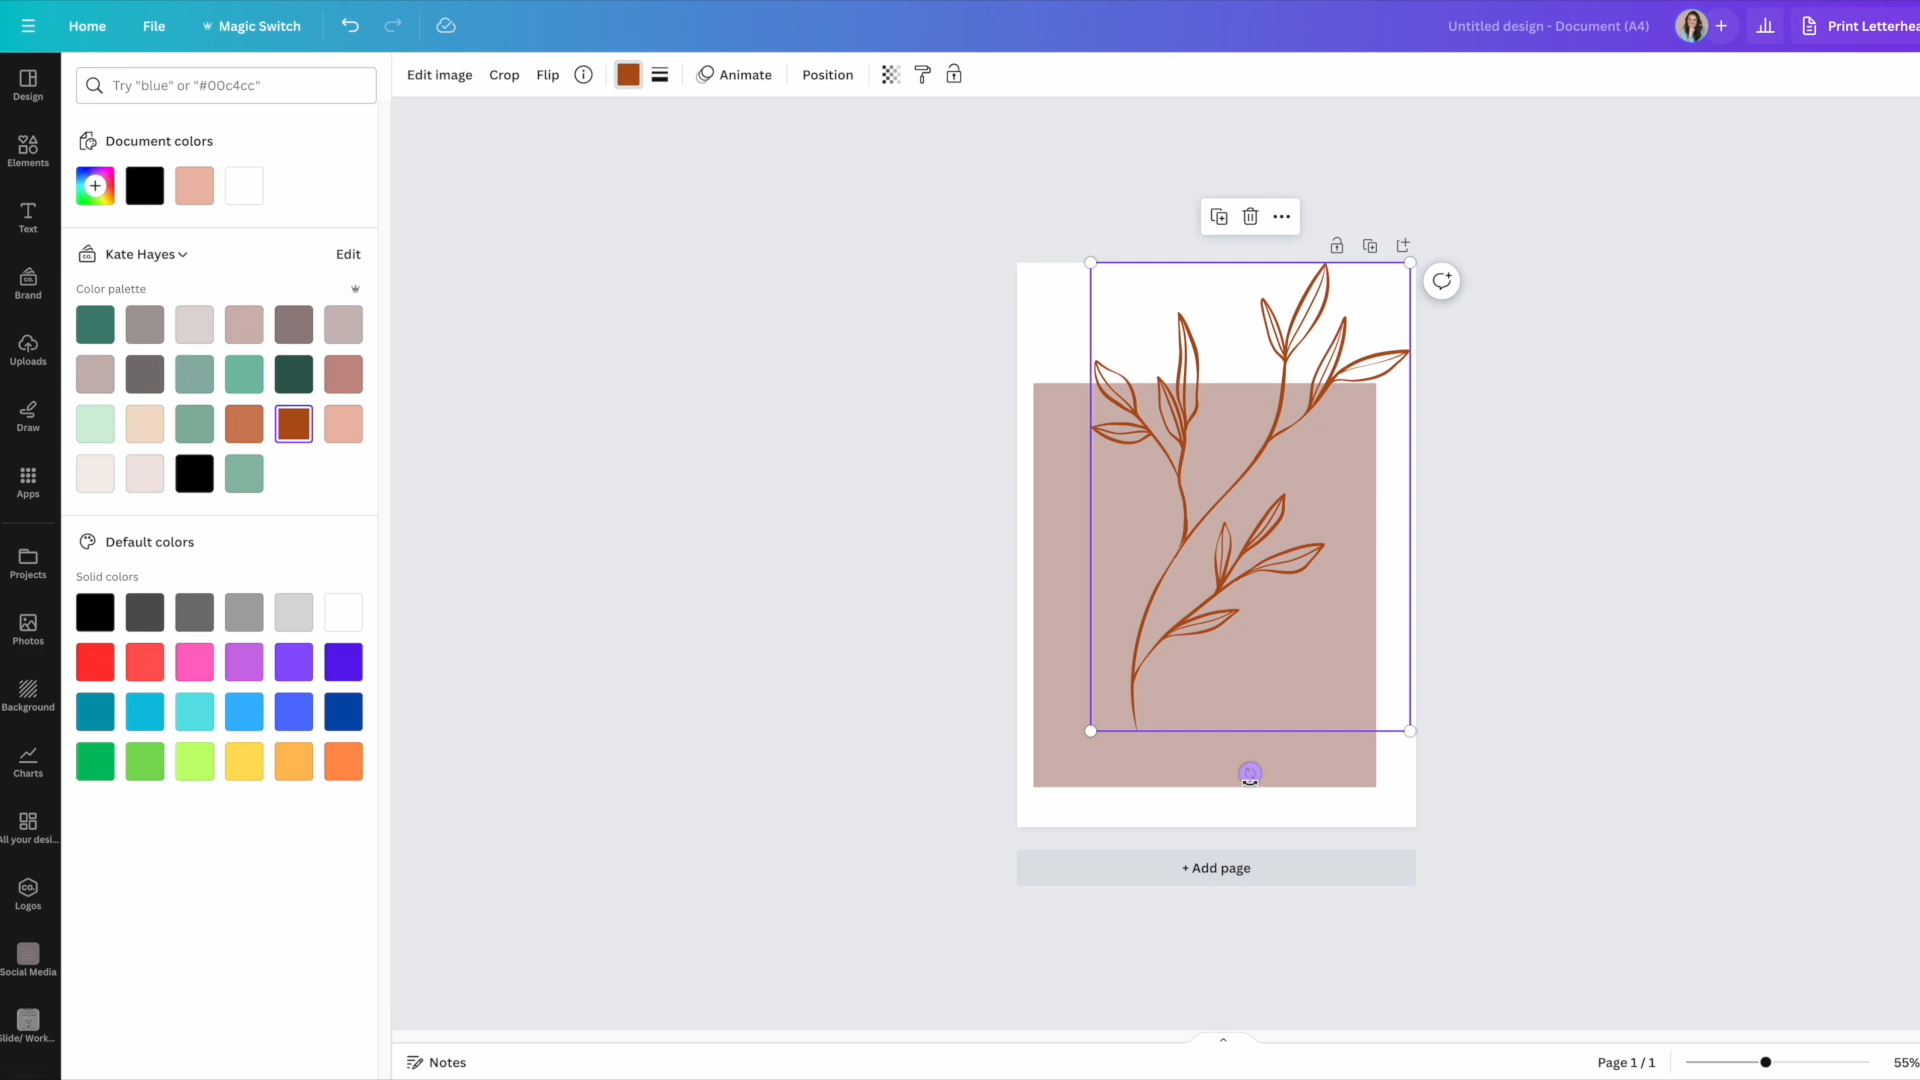 Home
File
Magic Switch
Untitled design - Document (A4)
Print Letterhea
Design
Elements
Text
Brand
Uploads
Draw
Apps
Projects
Photos
Background
Charts
All your desi...
Logos
Social Media
Slide/ Work...
Try "blue" or "#00c4cc"
Document colors
Kate Hayes
Edit
Color palette
Default colors
Solid colors
Edit image
Crop
Flip
Animate
Position
+ Add page
Notes
Page 1 / 1
55%